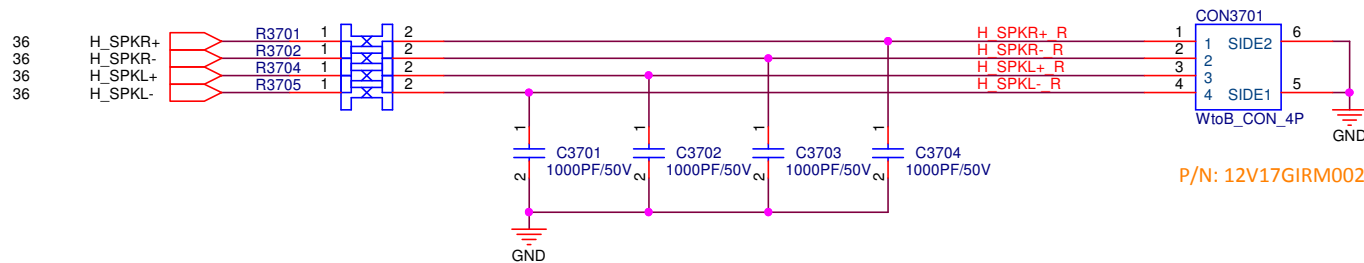 CON3701
36 H_SPKR+ R3701 1 2 H_SPKR+_R 1 1 SIDE2 6
36 H_SPKR- R3702 1 2 H_SPKR-_R 2 2
36 H_SPKL+ R3704 1 2 H_SPKL+_R 3 3
36 H_SPKL- R3705 1 2 H_SPKL-_R 4 4 SIDE1 5
WtoB_CON_4P
GND
1 1 1 1
C3701 C3702 C3703 C3704
1000PF/50V 1000PF/50V 1000PF/50V 1000PF/50V
2 2 2 2
P/N: 12V17GIRM002
GND